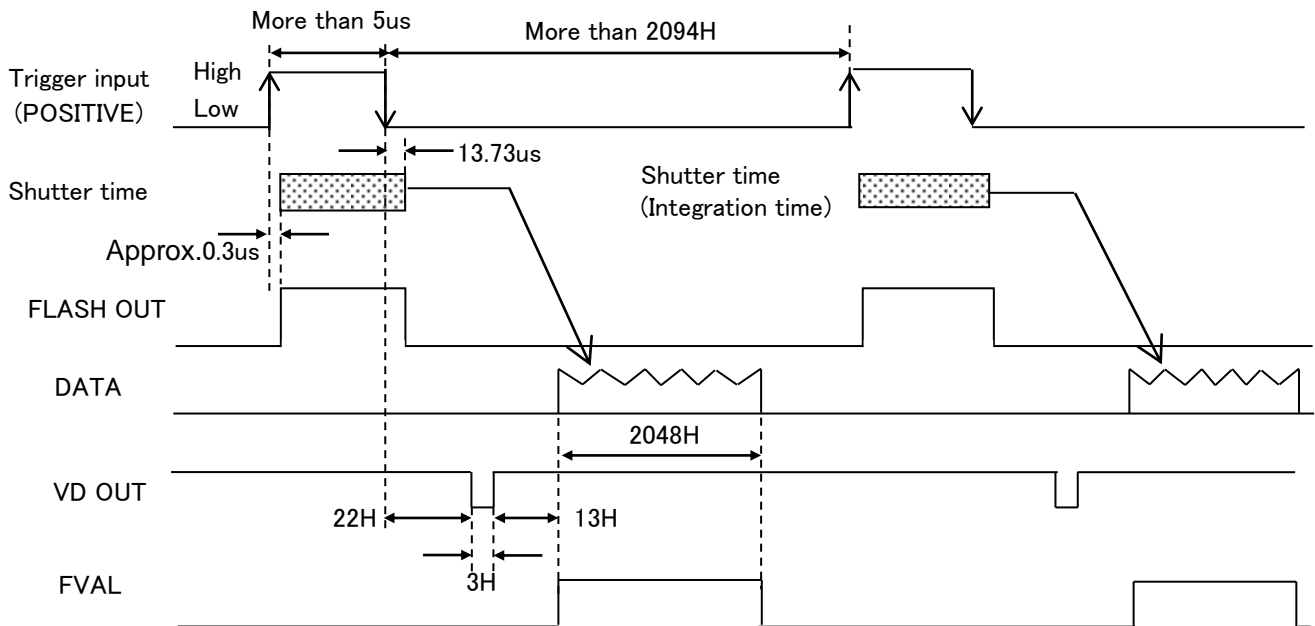 More than 5us
More than 2094H
Trigger input
(POSITIVE)
High
Low
13.73us
Shutter time
Shutter time
(Integration time)
Approx.0.3us
FLASH OUT
DATA
2048H
VD OUT
22H
13H
3H
FVAL